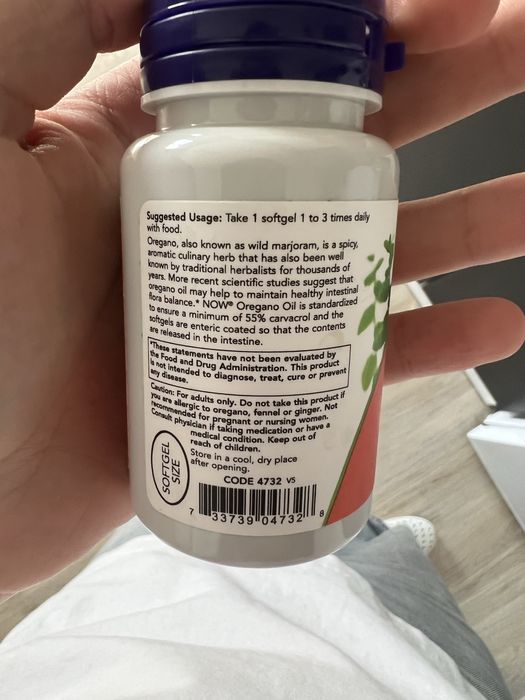 Suggested Usage: Take 1 softgel 1 to 3 times daily
with food.
Oregano, also known as wild marjoram, is a spicy,
aromatic culinary herb that has also been well
known by traditional herbalists for thousands of
years. More recent scientific studies suggest that
oregano oil may help to maintain healthy intestinal
flora balance.* NOW® Oregano Oil is standardized
to ensure a minimum of 55% carvacrol and the
softgels are enteric coated so that the contents
are released in the intestine.
*These statements have not been evaluated by
the Food and Drug Administration. This product
is not intended to diagnose, treat, cure or prevent
any disease.
Caution: For adults only. Do not take this product if
you are allergic to oregano, fennel or ginger. Not
recommended for pregnant or nursing women.
Consult physician if taking medication or have a
medical condition. Keep out of
reach of children.
Store in a cool, dry place
after opening.
SOFTGEL
SIZE
CODE 4732 VS
7 33739 04732 8